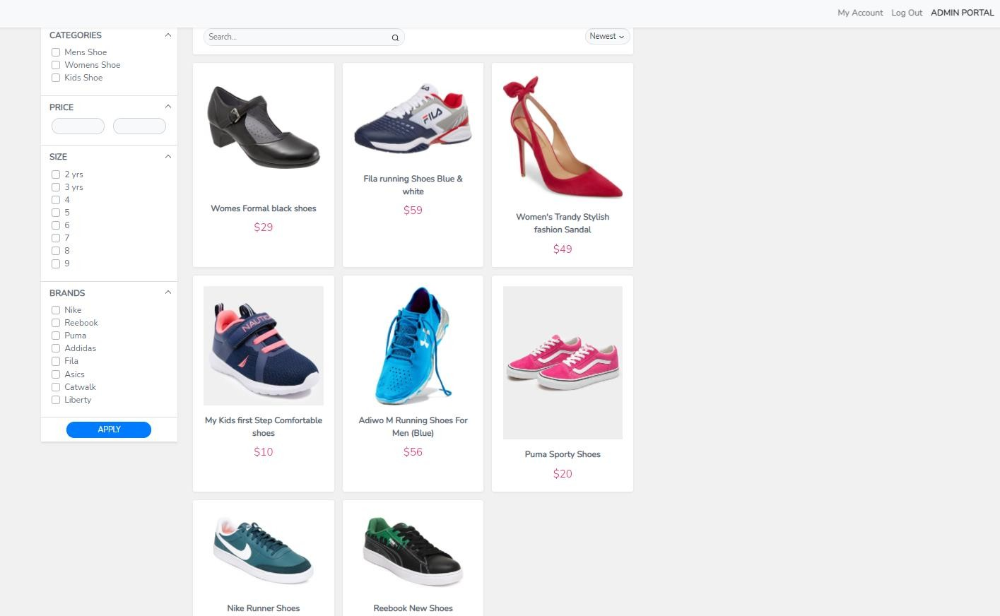 My Account Log Out ADMIN PORTAL
CATEGORIES
Mens Shoe
Womens Shoe
Kids Shoe
PRICE
SIZE
2 yrs
3 yrs
4
5
6
7
8
9
BRANDS
Nike
Reebook
Puma
Addidas
Fila
Asics
Catwalk
Liberty
APPLY
Search...
Newest
Womes Formal black shoes
$29
FILA
Fila running Shoes Blue &
white
$59
Women's Trandy Stylish
fashion Sandal
$49
NAUTICA
My Kids first Step Comfortable
shoes
$10
Adiwo M Running Shoes For
Men (Blue)
$56
Puma Sporty Shoes
$20
Nike Runner Shoes
Reebook New Shoes